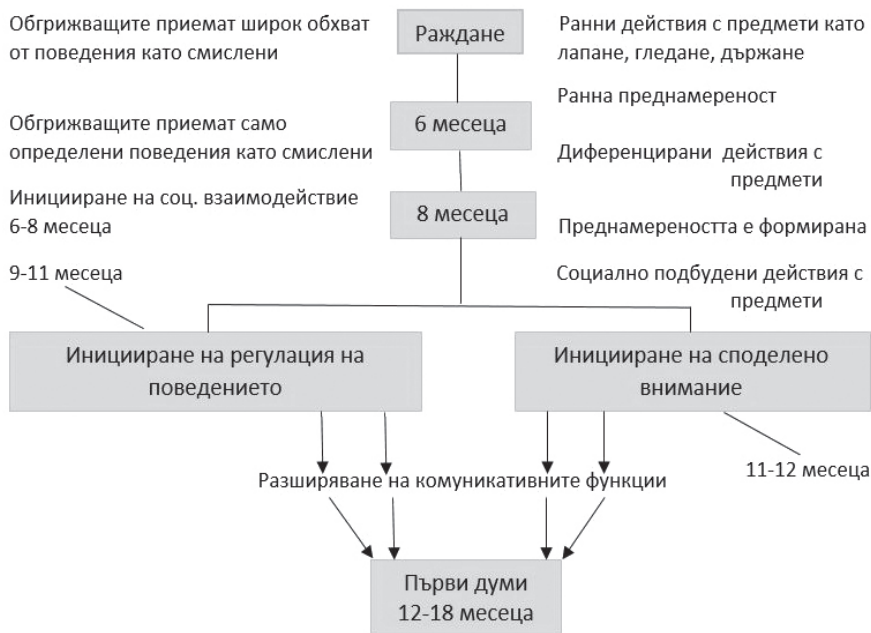 Обгрижващите приемат широк обхват
от поведения като смислени
Раждане
Ранни действия с предмети като
лапане, гледане, държане
Ранна преднамереност
6 месеца
Обгрижващите приемат само
определени поведения като смислени
Диференцирани действия с
предмети
Иницииране на соц. взаимодействие
6-8 месеца
8 месеца
Преднамереността е формирана
9-11 месеца
Социално подбудени действия с
предмети
Иницииране на регулация на
поведението
Иницииране на споделено
внимание
11-12 месеца
Разширяване на комуникативните функции
Първи думи
12-18 месеца